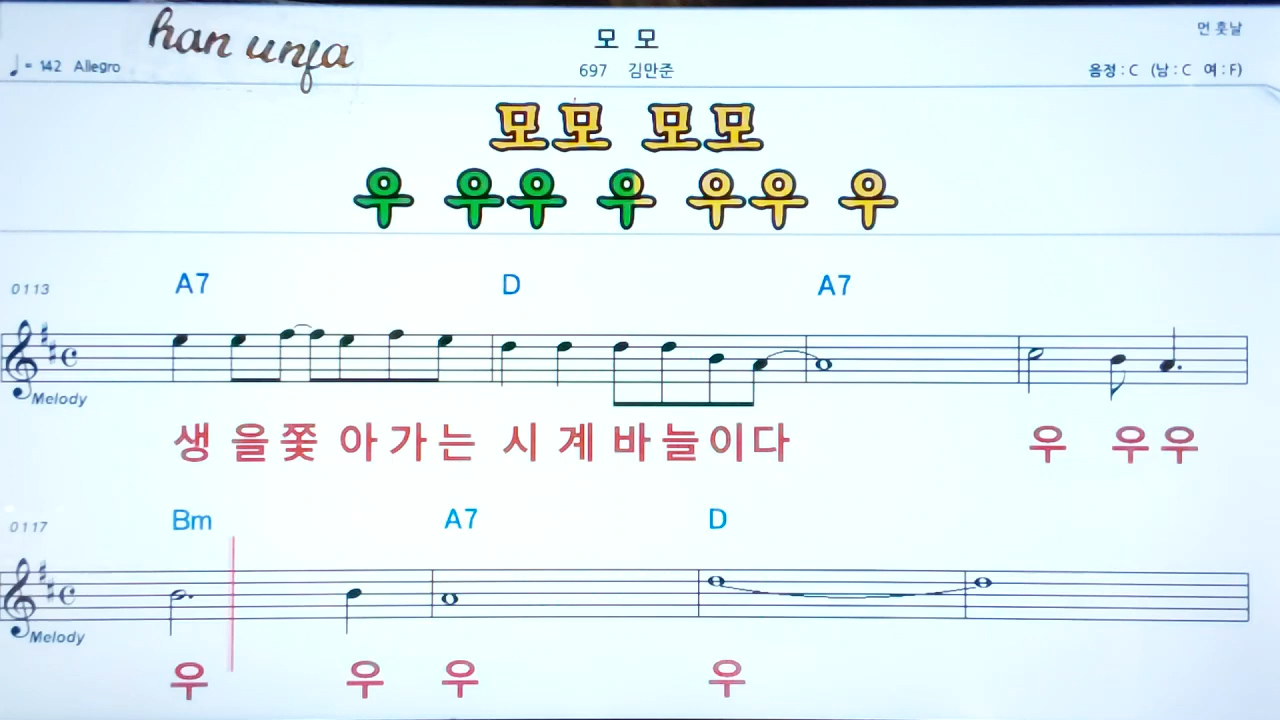 han unfa
모 모
먼 훗날
♩= 142 Allegro
697 김만준
음정 : C (남 : C 여 : F)
모모 모모
우 우우 우 우우 우
0113
A7 D A7
Melody
생 을쫓 아가는 시 계 바늘이다 우 우우
0117
Bm A7 D
Melody
우 우 우 우